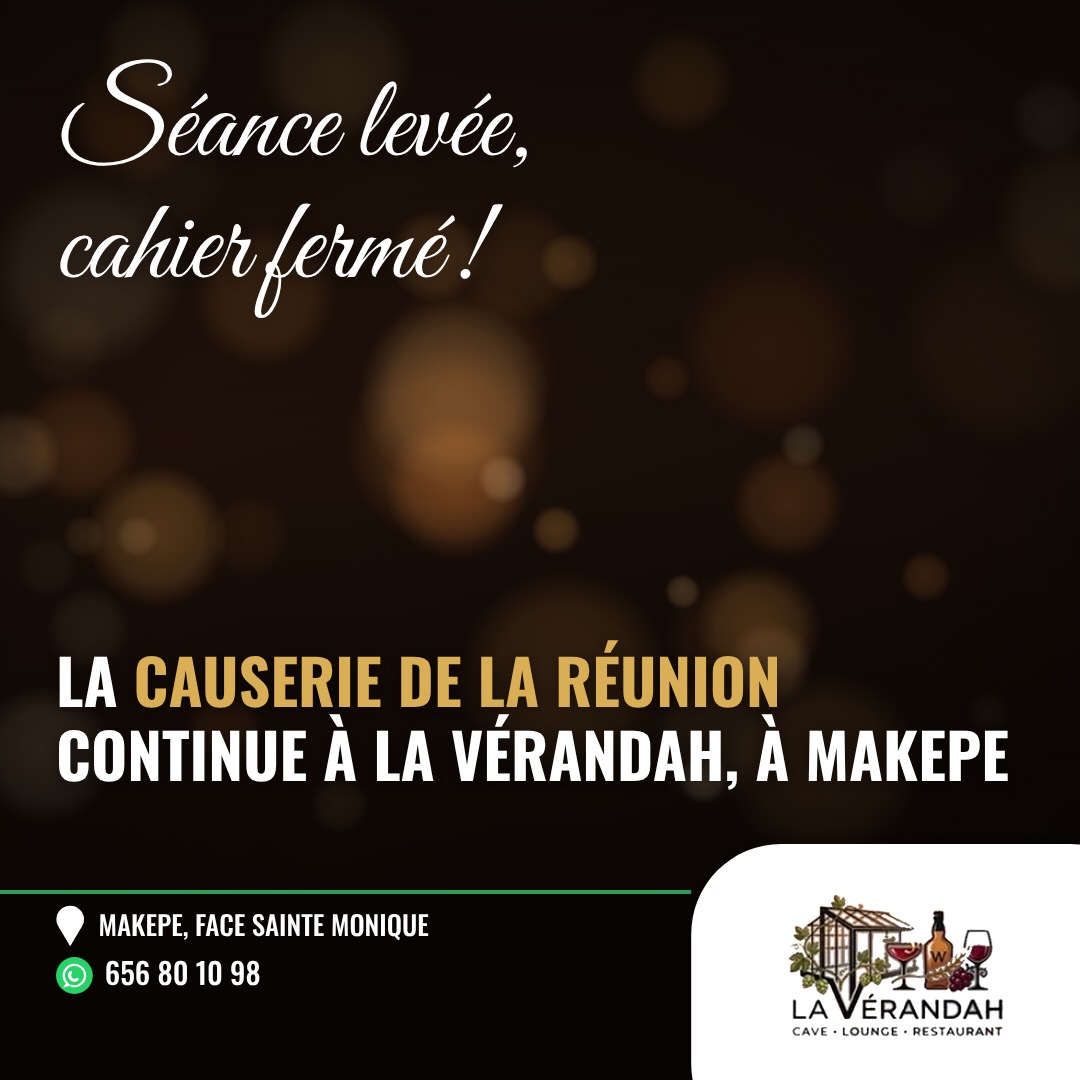 Séance levée,
cahier fermé !
LA CAUSERIE DE LA RÉUNION
CONTINUE À LA VÉRANDAH, À MAKEPE
MAKEPE, FACE SAINTE MONIQUE
656 80 10 98
W
LA VÉRANDAH
CAVE · LOUNGE · RESTAURANT